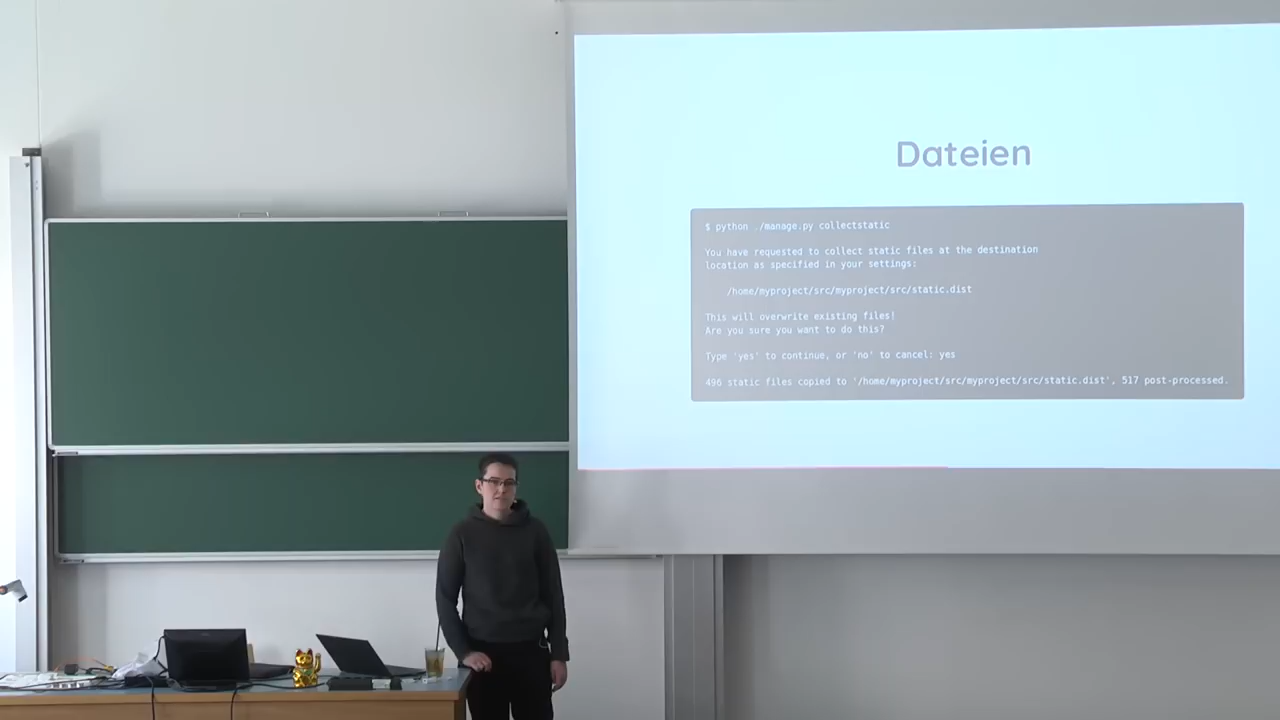 Dateien
$ python ./manage.py collectstatic
You have requested to collect static files at the destination
location as specified in your settings:
/home/myproject/src/myproject/src/static.dist
This will overwrite existing files!
Are you sure you want to do this?
Type 'yes' to continue, or 'no' to cancel: yes
496 static files copied to '/home/myproject/src/myproject/src/static.dist', 517 post-processed.